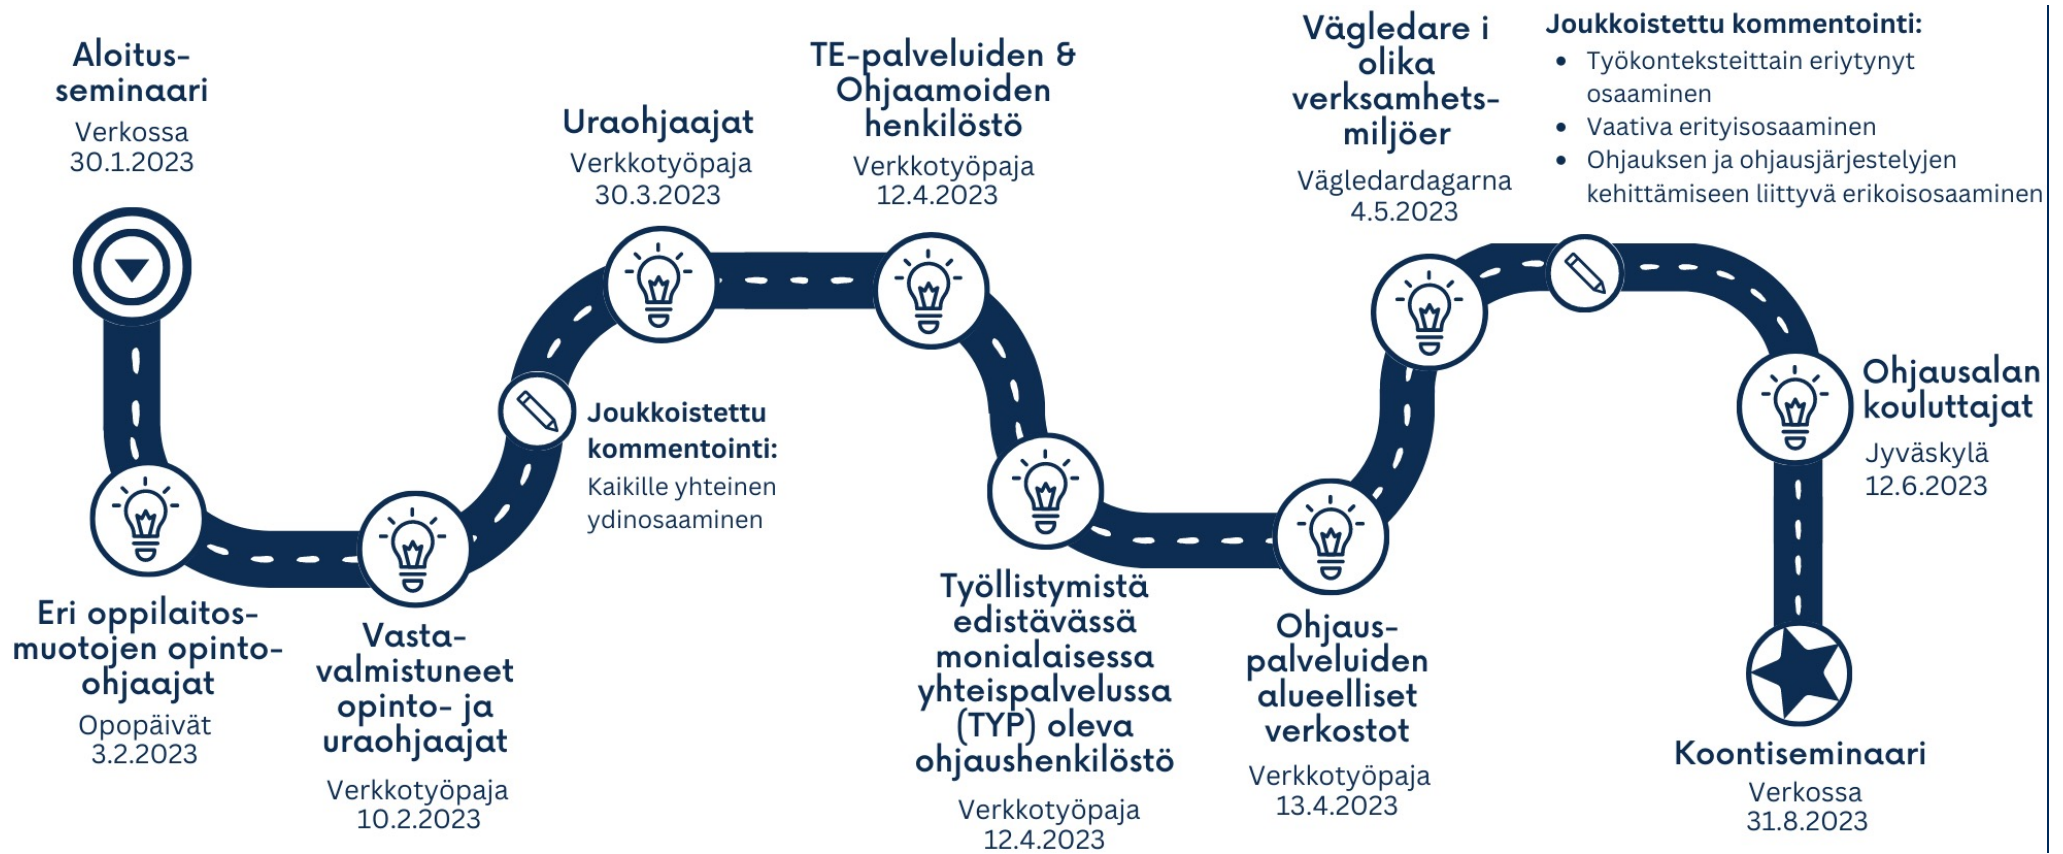 Aloitus-
seminaari
Verkossa
30.1.2023
Eri oppilaitos-
muotojen opinto-
ohjaajat
Opopäivät
3.2.2023
Vasta-
valmistuneet
opinto- ja
uraohjaajat
Verkkotyöpaja
10.2.2023
Joukkoistettu
kommentointi:
Kaikille yhteinen
ydinosaaminen
Uraohjaajat
Verkkotyöpaja
30.3.2023
TE-palveluiden &
Ohjaamoiden
henkilöstö
Verkkotyöpaja
12.4.2023
Työllistymistä
edistävässä
monialaisessa
yhteispalvelussa
(TYP) oleva
ohjaushenkilöstö
Verkkotyöpaja
12.4.2023
Ohjaus-
palveluiden
alueelliset
verkostot
Verkkotyöpaja
13.4.2023
Vägledare i
olika
verksamhets-
miljöer
Vägledardagarna
4.5.2023
Joukkoistettu kommentointi:
• Työkonteksteittain eriytynyt
osaaminen
• Vaativa erityisosaaminen
• Ohjauksen ja ohjausjärjestelyjen
kehittämiseen liittyvä erikoisosaaminen
Ohjausalan
kouluttajat
Jyväskylä
12.6.2023
Koontiseminaari
Verkossa
31.8.2023